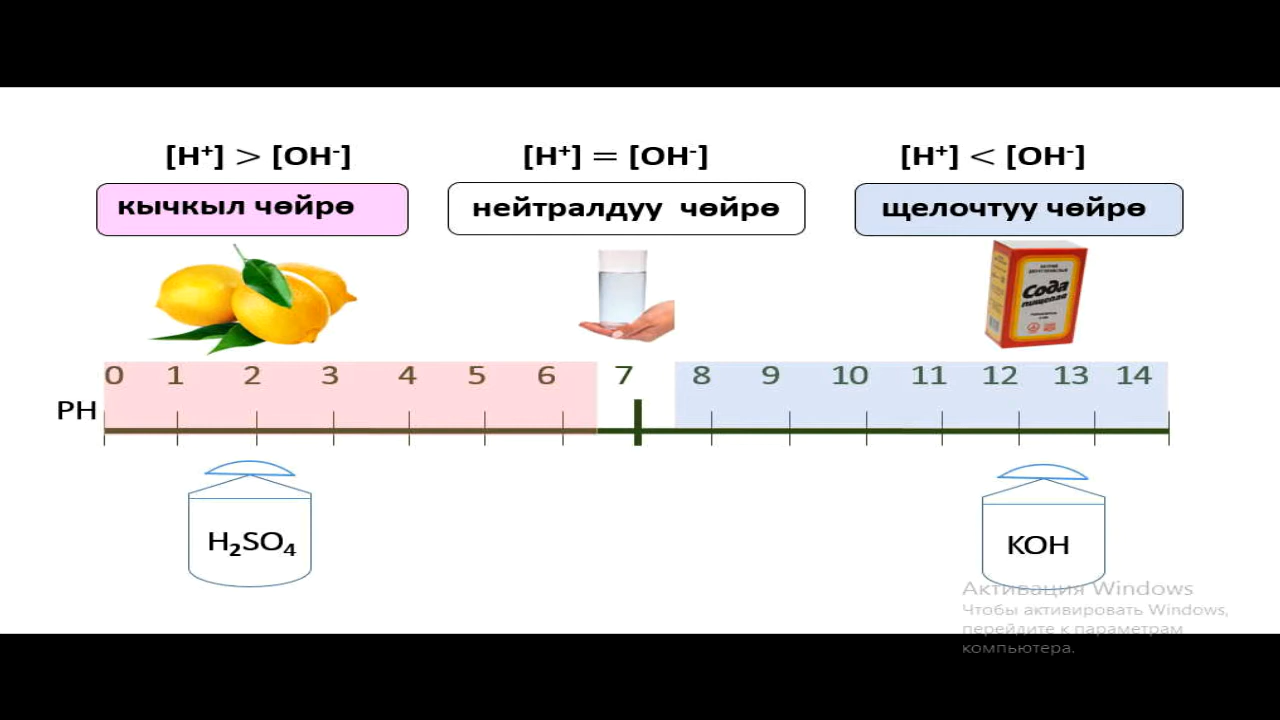 [H⁺] > [OH⁻] [H⁺] = [OH⁻] [H⁺] < [OH⁻]
кычкыл чөйрө нейтралдуу чөйрө щелочтуу чөйрө
Сода
пищевая
0 1 2 3 4 5 6 7 8 9 10 11 12 13 14
PH
H₂SO₄ KOH
Активация Windows
Чтобы активировать Windows,
перейдите к параметрам
компьютера.